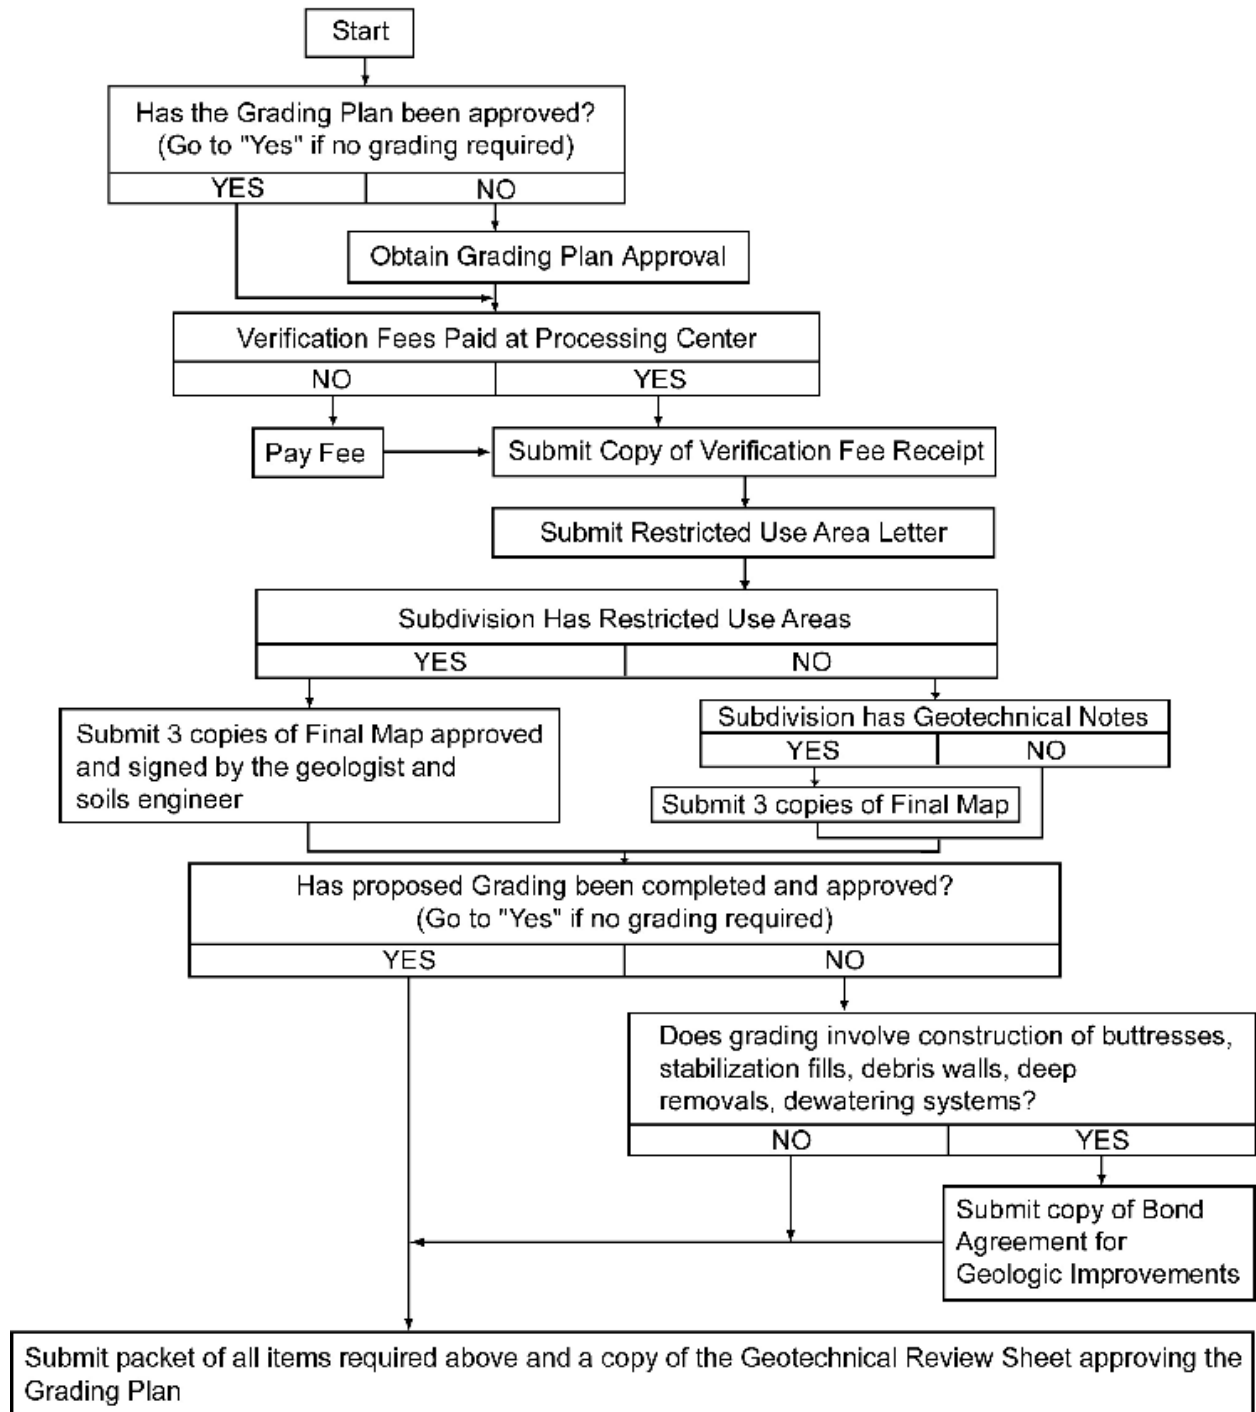 Start
Has the Grading Plan been approved?
(Go to "Yes" if no grading required)
YES
NO
Obtain Grading Plan Approval
Verification Fees Paid at Processing Center
NO
YES
Pay Fee
Submit Copy of Verification Fee Receipt
Submit Restricted Use Area Letter
Subdivision Has Restricted Use Areas
YES
NO
Submit 3 copies of Final Map approved
and signed by the geologist and
soils engineer
Subdivision has Geotechnical Notes
YES
NO
Submit 3 copies of Final Map
Has proposed Grading been completed and approved?
(Go to "Yes" if no grading required)
YES
NO
Does grading involve construction of buttresses,
stabilization fills, debris walls, deep
removals, dewatering systems?
NO
YES
Submit copy of Bond
Agreement for
Geologic Improvements
Submit packet of all items required above and a copy of the Geotechnical Review Sheet approving the
Grading Plan